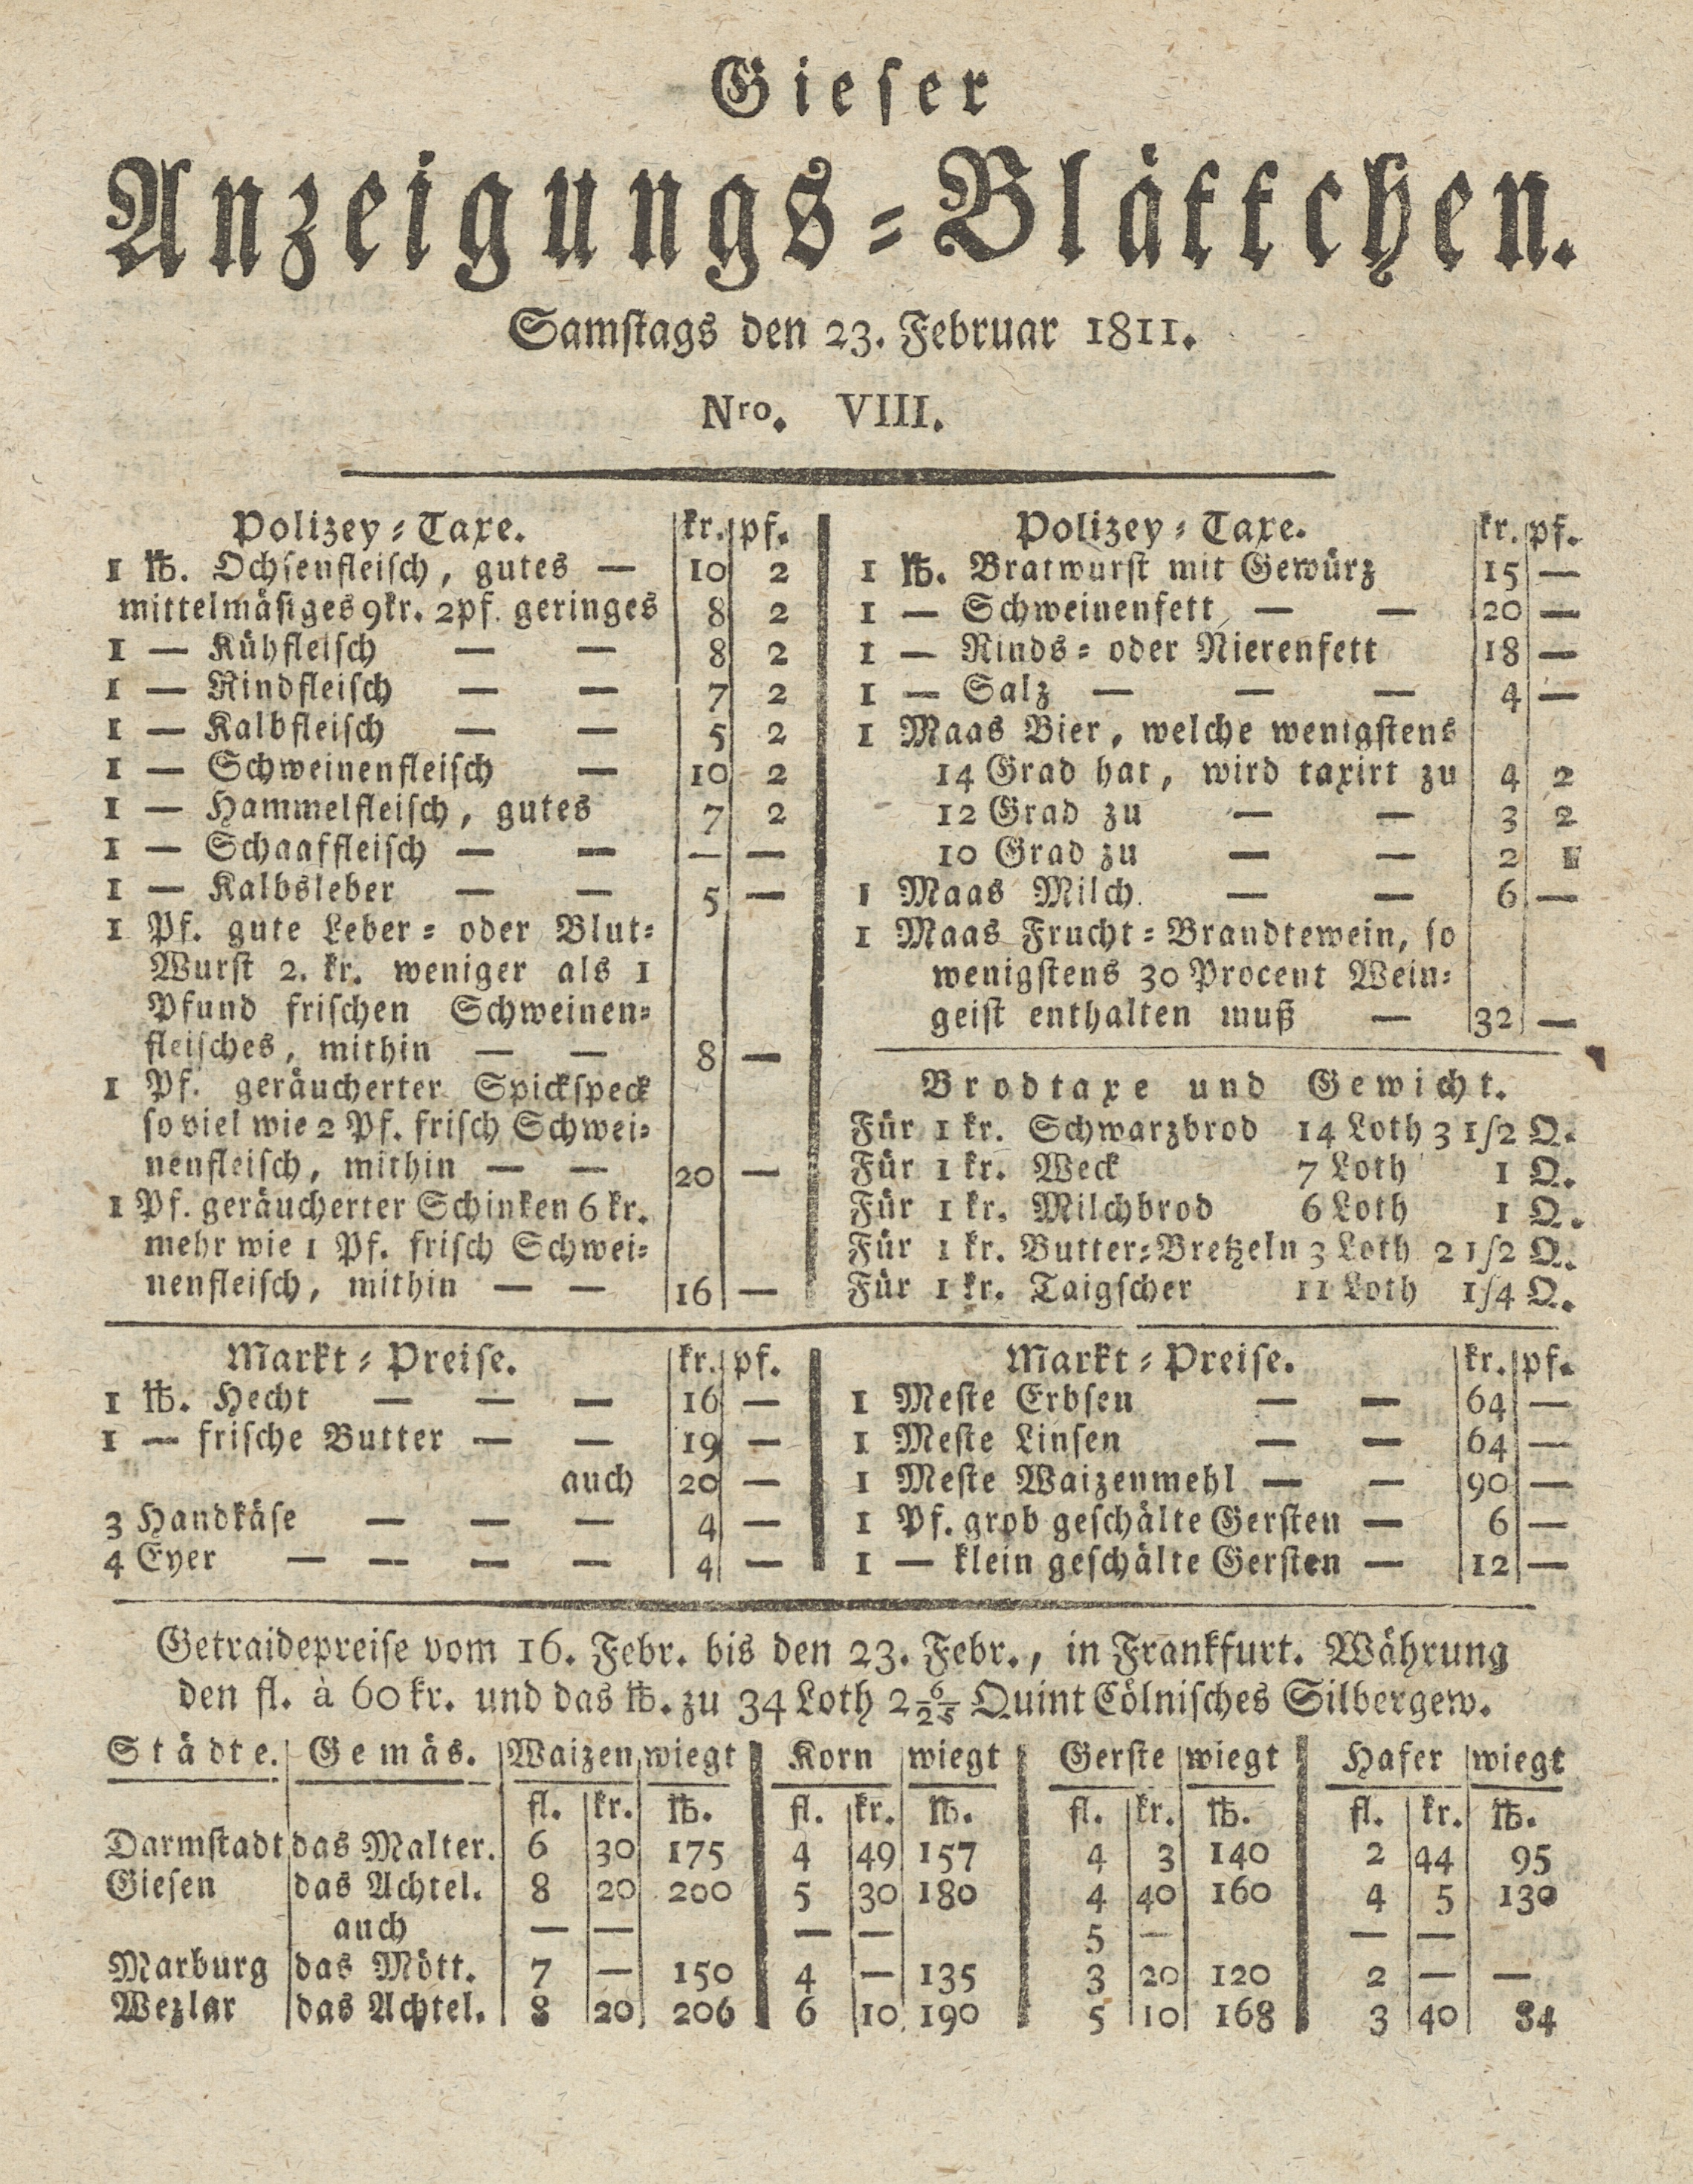 Gieser
Anzeigungs-Blättchen.
Samstags den 23. Februar 1811.
Nro. VIII.
Polizey-Taxe. kr. pf.
1 ℔. Ochsenfleisch, gutes — 10 2
mittelmäsiges 9kr. 2pf. geringes 8 2
1 — Kühfleisch — — 8 2
1 — Rindfleisch — — 7 2
1 — Kalbfleisch — — 5 2
1 — Schweinenfleisch — 10 2
1 — Hammelfleisch, gutes 7 2
1 — Schaaffleisch — — — —
1 — Kalbsleber — — 5 —
1 Pf. gute Leber- oder Blut-
Wurst 2. kr. weniger als 1
Pfund frischen Schweinen-
fleisches, mithin — — 8 —
1 Pf. geräucherter Spickspeck
so viel wie 2 Pf. frisch Schwei-
nenfleisch, mithin — — 20 —
1 Pf. geräucherter Schinken 6 kr.
mehr wie 1 Pf. frisch Schwei-
nenfleisch, mithin — — 16 —
Polizey-Taxe. kr. pf.
1 ℔. Bratwurst mit Gewürz 15 —
1 — Schweinenfett — — 20 —
1 — Rinds- oder Nierenfett 18 —
1 — Salz — — — 4 —
1 Maas Bier, welche wenigstens
14 Grad hat, wird taxirt zu 4 2
12 Grad zu — — 3 2
10 Grad zu — — 2
1 Maas Milch. — — 6 —
1 Maas Frucht-Brandtewein, so
wenigstens 30 Procent Wein-
geist enthalten muß — 32 —
Brodtaxe und Gewicht.
Für 1 kr. Schwarzbrod 14 Loth 3 1/2 Q.
Für 1 kr. Weck 7 Loth 1 Q.
Für 1 kr. Milchbrod 6 Loth 1 Q.
Für 1 kr. Butter-Bretzeln 3 Loth 2 1/2 Q.
Für 1 kr. Taigscher 11 Loth 1/4 Q.
Markt-Preise. kr. pf.
1 ℔. Hecht — — — 16 —
1 — frische Butter — — 19 —
auch 20 —
3 Handkäse — — — 4 —
4 Eyer — — — — 4 —
Markt-Preise. kr. pf.
1 Meste Erbsen — — 64 —
1 Meste Linsen — — 64 —
1 Meste Waizenmehl — — 90 —
1 Pf. grob geschälte Gersten — 6 —
1 — klein geschälte Gersten — 12 —
Getraidepreise vom 16. Febr. bis den 23. Febr., in Frankfurt. Währung
den fl. à 60 kr. und das ℔. zu 34 Loth 2 6/25 Quint Cölnisches Silbergew.
Städte. Gemäs. Waizen wiegt Korn wiegt Gerste wiegt Hafer wiegt
fl. kr. ℔. fl. kr. ℔. fl. kr. ℔. fl. kr. ℔.
Darmstadt das Malter. 6 30 175 4 49 157 4 3 140 2 44 95
Giesen das Achtel. 8 20 200 5 30 180 4 40 160 4 5 130
auch — — — — 5 — — —
Marburg das Mött. 7 — 150 4 — 135 3 20 120 2 — —
Wezlar das Achtel. 8 20 206 6 10 190 5 10 168 3 40 84